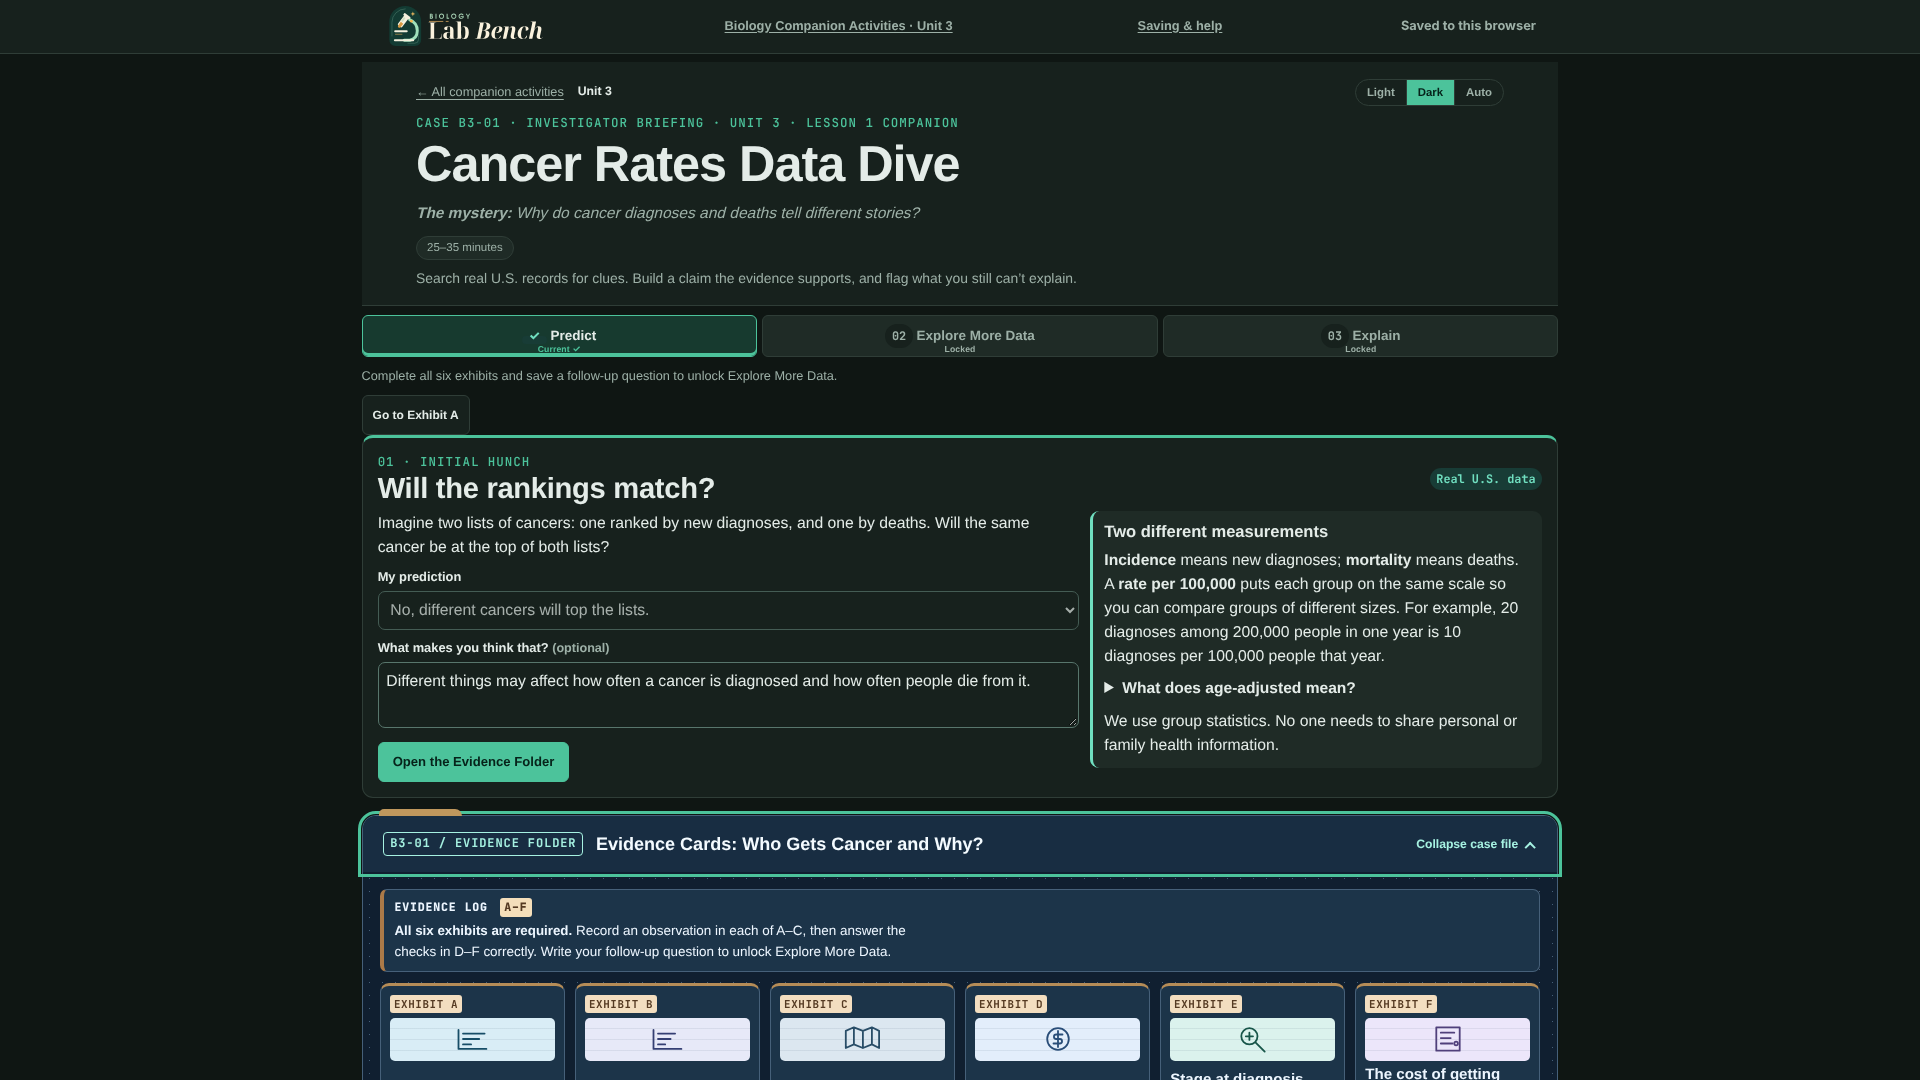 BIOLOGY
Lab Bench
Biology Companion Activities · Unit 3
Saving & help
Saved to this browser
← All companion activities
Unit 3
Light
Dark
Auto
CASE B3-01 · INVESTIGATOR BRIEFING · UNIT 3 · LESSON 1 COMPANION
Cancer Rates Data Dive
The mystery: Why do cancer diagnoses and deaths tell different stories?
25–35 minutes
Search real U.S. records for clues. Build a claim the evidence supports, and flag what you still can’t explain.
✓ Predict
Current ✓
02 Explore More Data
Locked
03 Explain
Locked
Complete all six exhibits and save a follow-up question to unlock Explore More Data.
Go to Exhibit A
01 · INITIAL HUNCH
Will the rankings match?
Real U.S. data
Imagine two lists of cancers: one ranked by new diagnoses, and one by deaths. Will the same
cancer be at the top of both lists?
My prediction
No, different cancers will top the lists.
What makes you think that? (optional)
Different things may affect how often a cancer is diagnosed and how often people die from it.
Open the Evidence Folder
Two different measurements
Incidence means new diagnoses; mortality means deaths.
A rate per 100,000 puts each group on the same scale so
you can compare groups of different sizes. For example, 20
diagnoses among 200,000 people in one year is 10
diagnoses per 100,000 people that year.
▶ What does age-adjusted mean?
We use group statistics. No one needs to share personal or
family health information.
B3-01 / EVIDENCE FOLDER
Evidence Cards: Who Gets Cancer and Why?
Collapse case file
EVIDENCE LOG A–F
All six exhibits are required. Record an observation in each of A–C, then answer the
checks in D–F correctly. Write your follow-up question to unlock Explore More Data.
EXHIBIT A
EXHIBIT B
EXHIBIT C
EXHIBIT D
EXHIBIT E
EXHIBIT F
Stage at diagnosis
The cost of getting